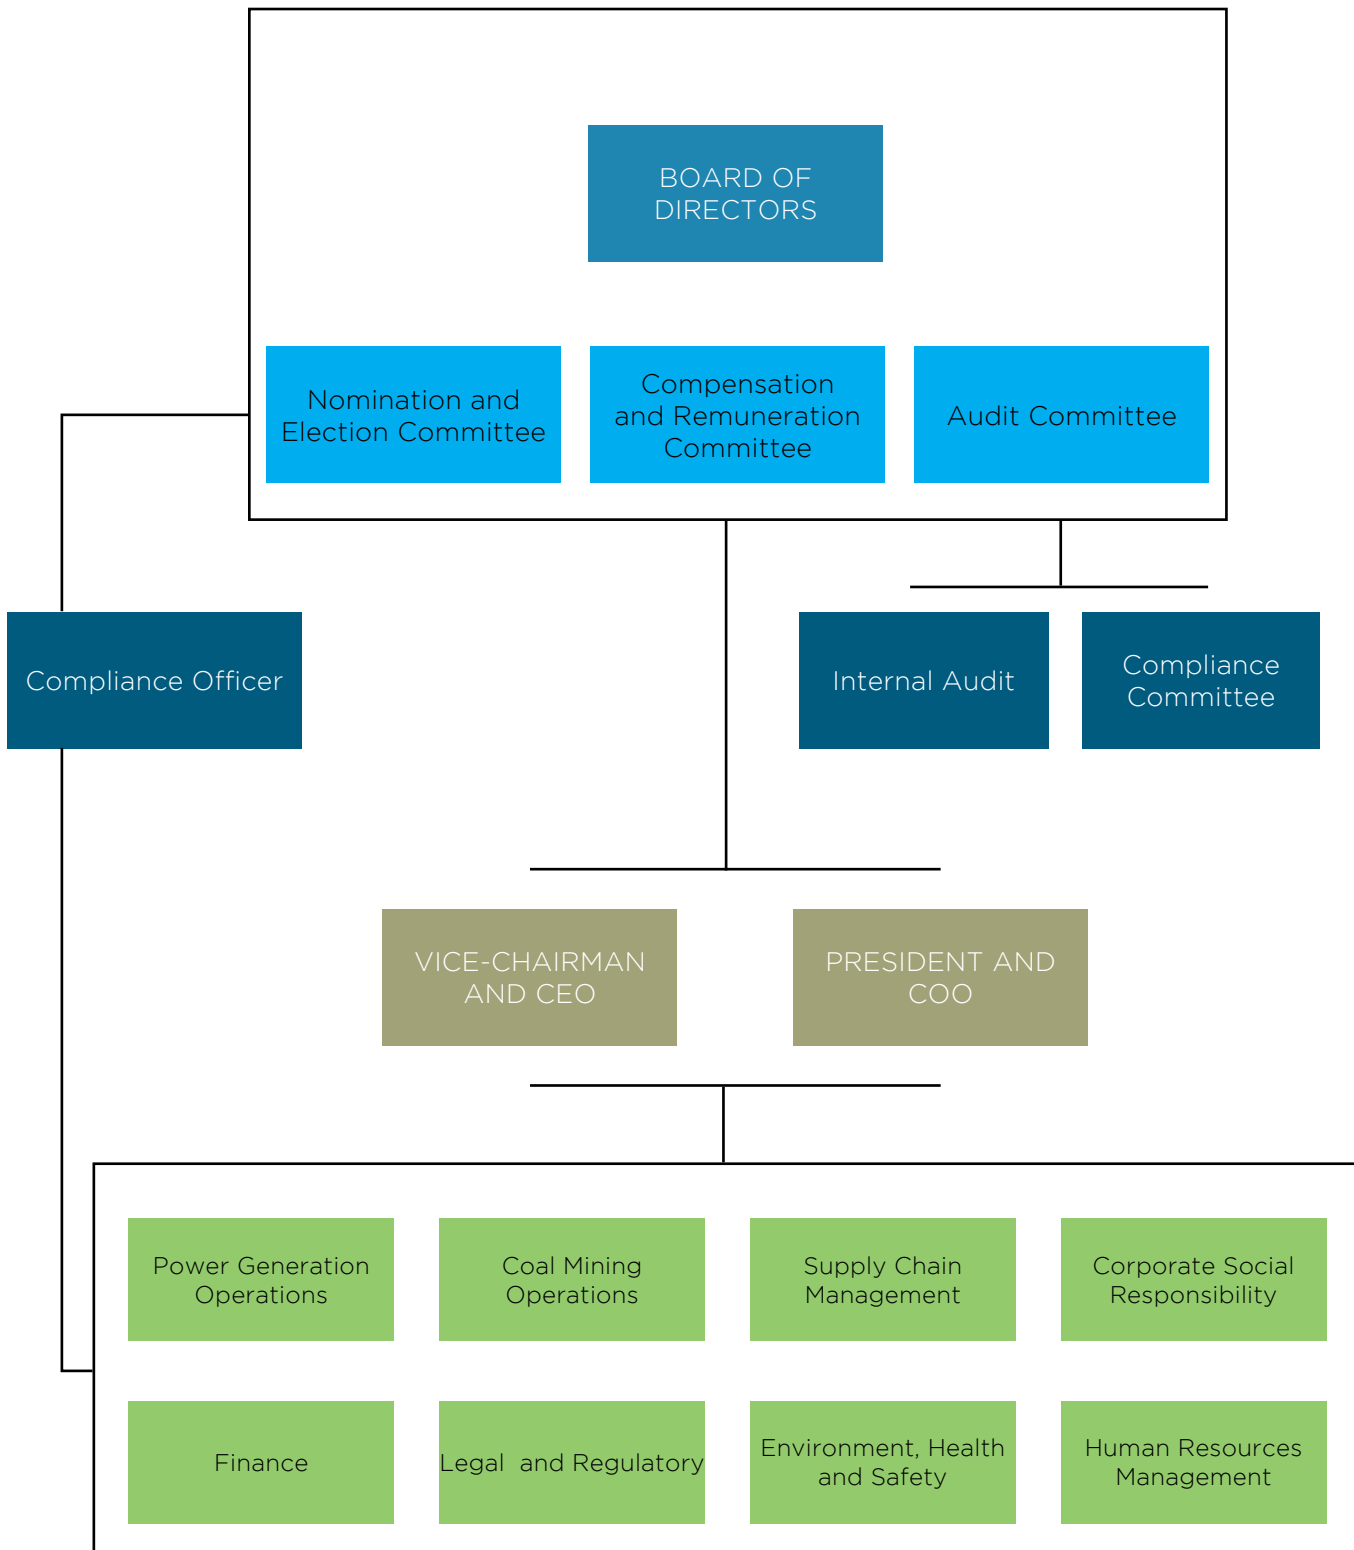 BOARD OF
DIRECTORS
Nomination and
Election Committee
Compensation
and Remuneration
Committee
Audit Committee
Compliance Officer
Internal Audit
Compliance
Committee
VICE-CHAIRMAN
AND CEO
PRESIDENT AND
COO
Power Generation
Operations
Coal Mining
Operations
Supply Chain
Management
Corporate Social
Responsibility
Finance
Legal  and Regulatory
Environment, Health
and Safety
Human Resources
Management